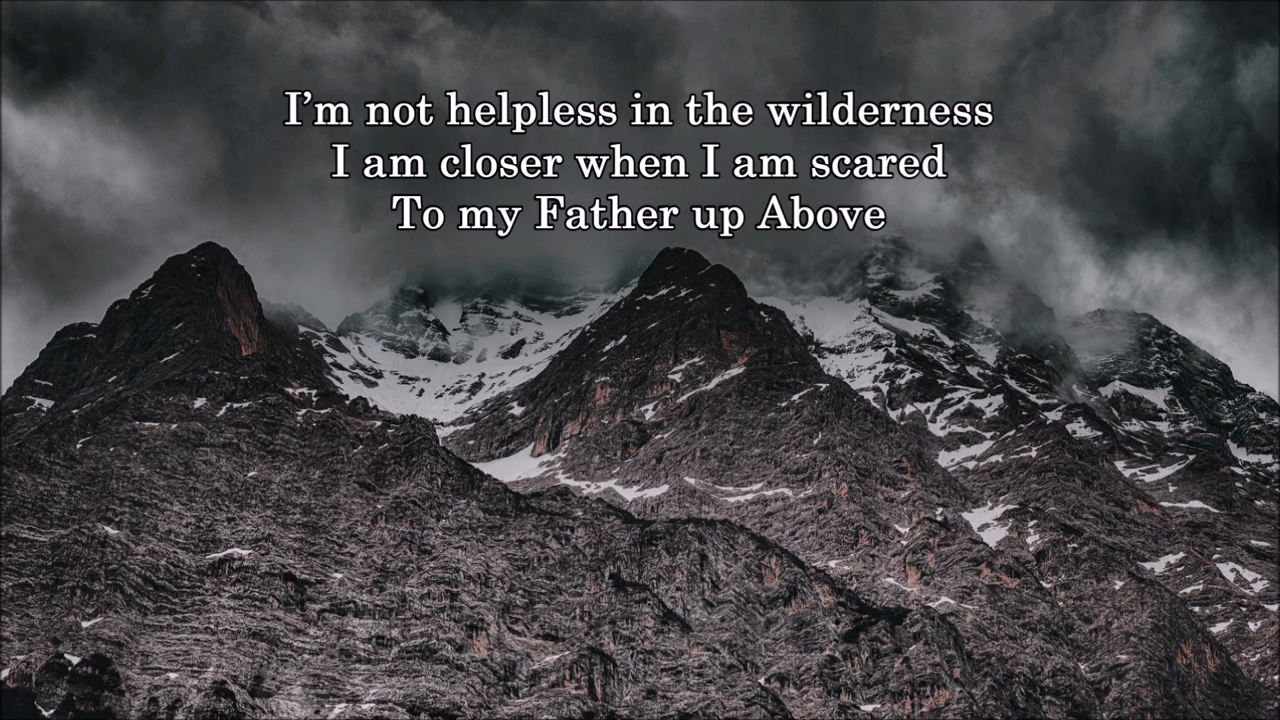 I’m not helpless in the wilderness
I am closer when I am scared
To my Father up Above